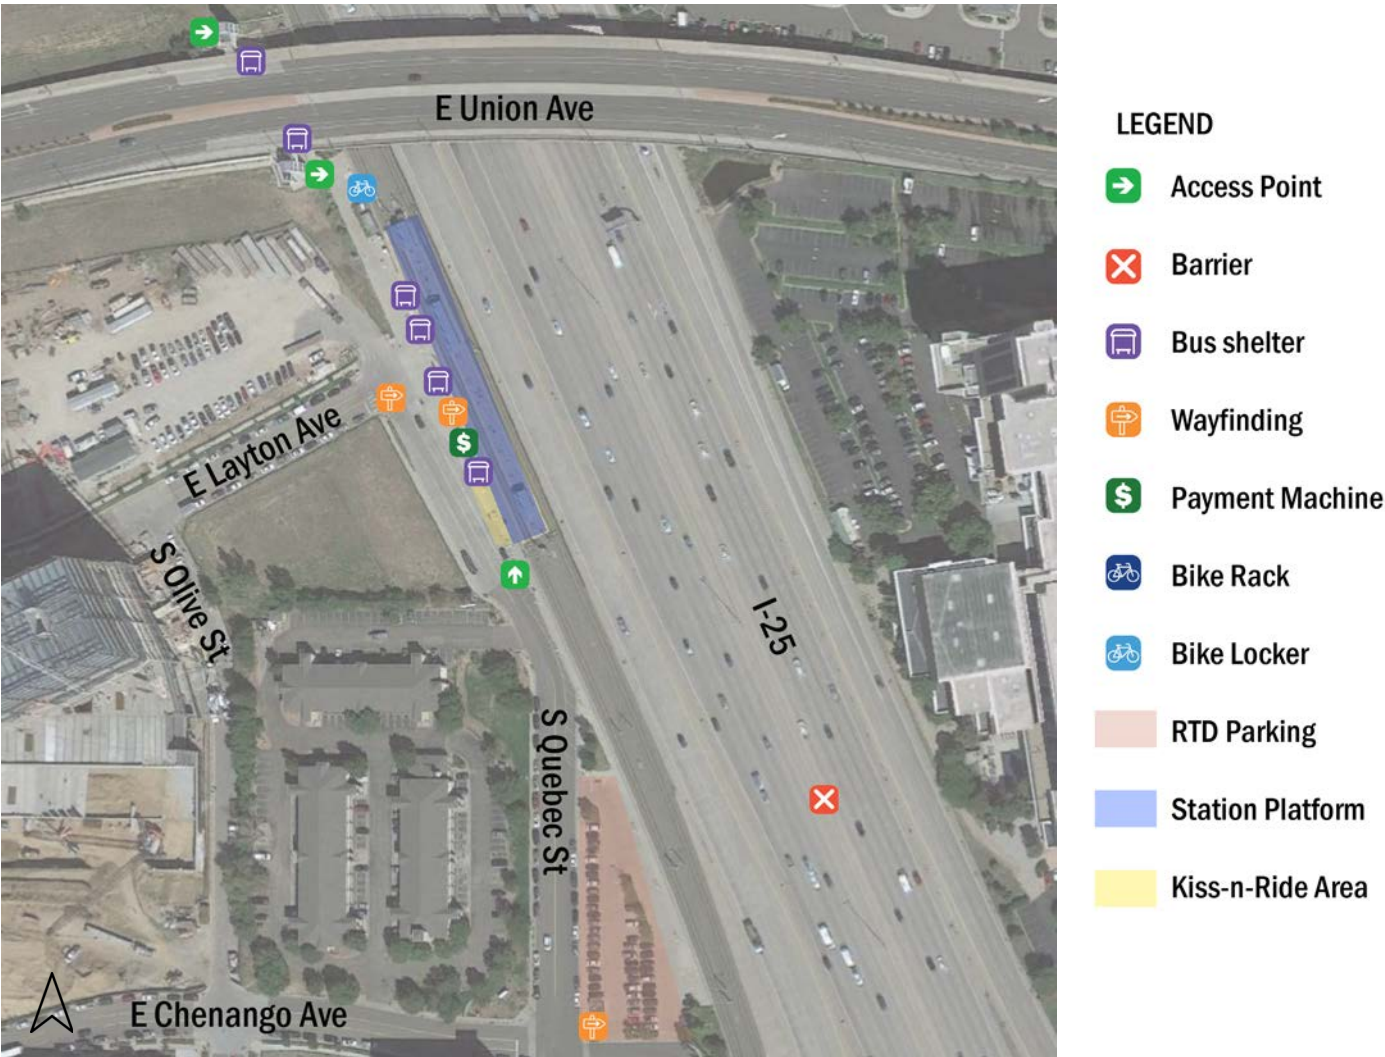 E Union Ave
E Layton Ave
S Olive St
I-25
S Quebec St
E Chenango Ave
LEGEND
Access Point
Barrier
Bus shelter
Wayfinding
$ Payment Machine
Bike Rack
Bike Locker
RTD Parking
Station Platform
Kiss-n-Ride Area
$